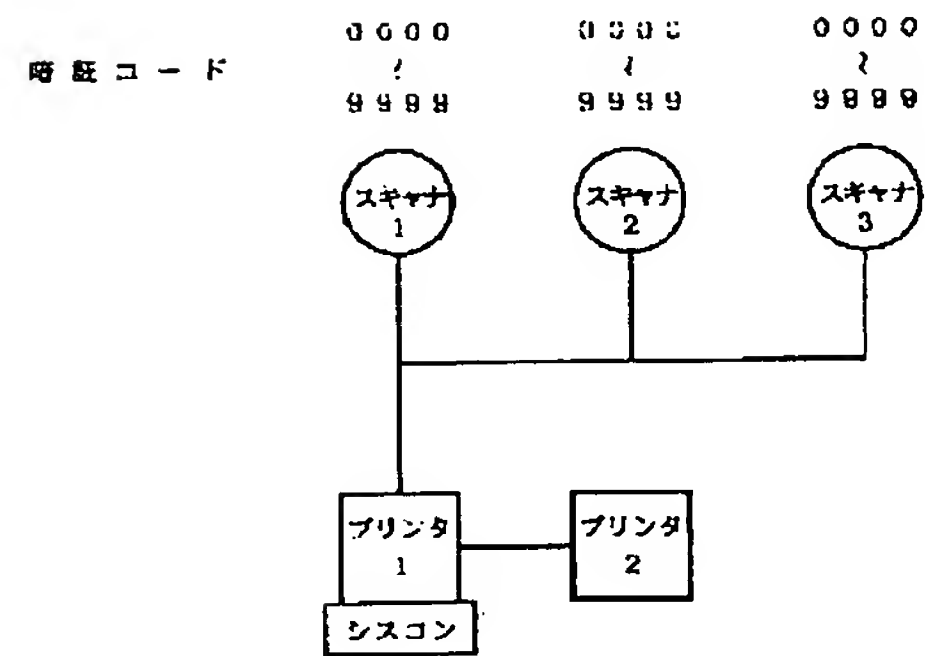 0000 0000 0000
暗証コード ~ ~ ~
9999 9999 9999
スキャナ スキャナ スキャナ
1 2 3
プリンタ プリンタ
1 2
シスコン